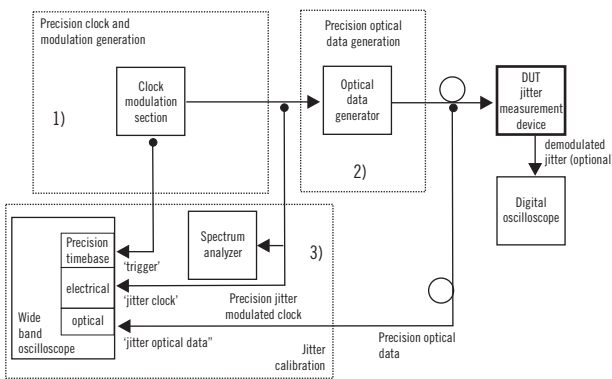 Precision clock and
modulation generation
Precision optical
data generation
Clock
modulation
section
1)
Optical
data
generator
2)
DUT
jitter
measurement
device
demodulated
jitter (optional
Digital
oscilloscope
Precision
timebase
electrical
optical
Wide
band
oscilloscope
'trigger'
'jitter clock'
'jitter optical data"
Spectrum
analyzer
3)
Precision jitter
modulated clock
Jitter
calibration
Precision optical
data